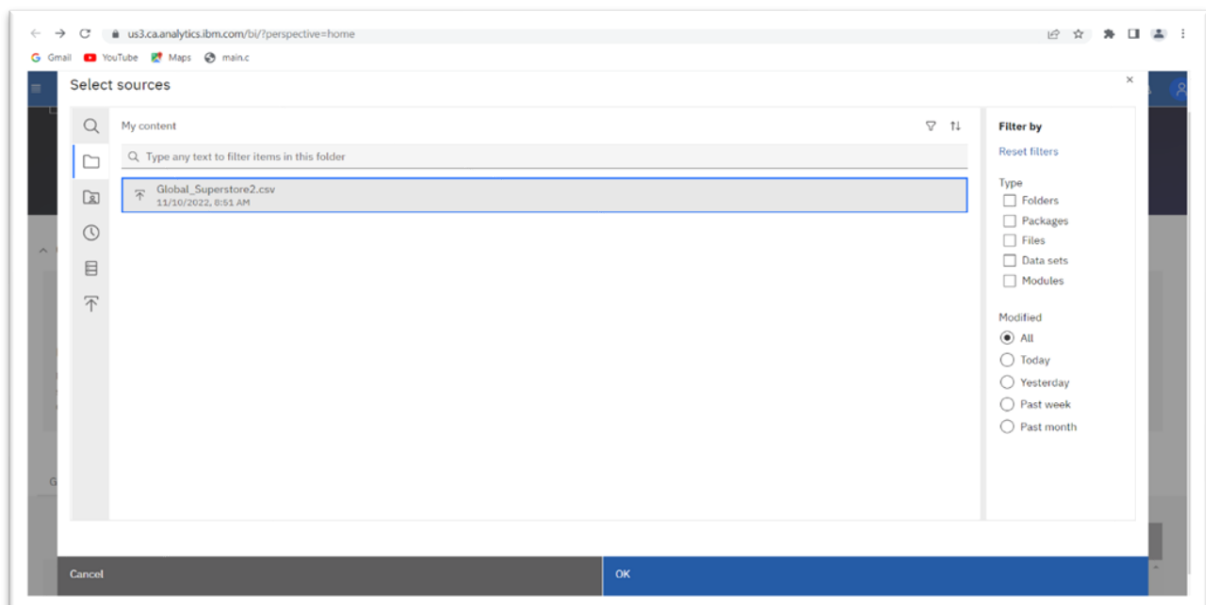 us3.ca.analytics.ibm.com/bi/?perspective=home
Gmail YouTube Maps main.c
Select sources
My content
Type any text to filter items in this folder
Global_Superstore2.csv
11/10/2022, 8:51 AM
Filter by
Reset filters
Type
Folders
Packages
Files
Data sets
Modules
Modified
All
Today
Yesterday
Past week
Past month
Cancel
OK